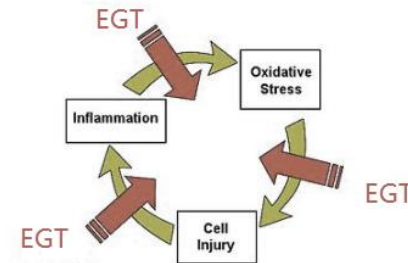 EGT
Oxidative
Stress
Inflammation
EGT
EGT
Cell
Injury